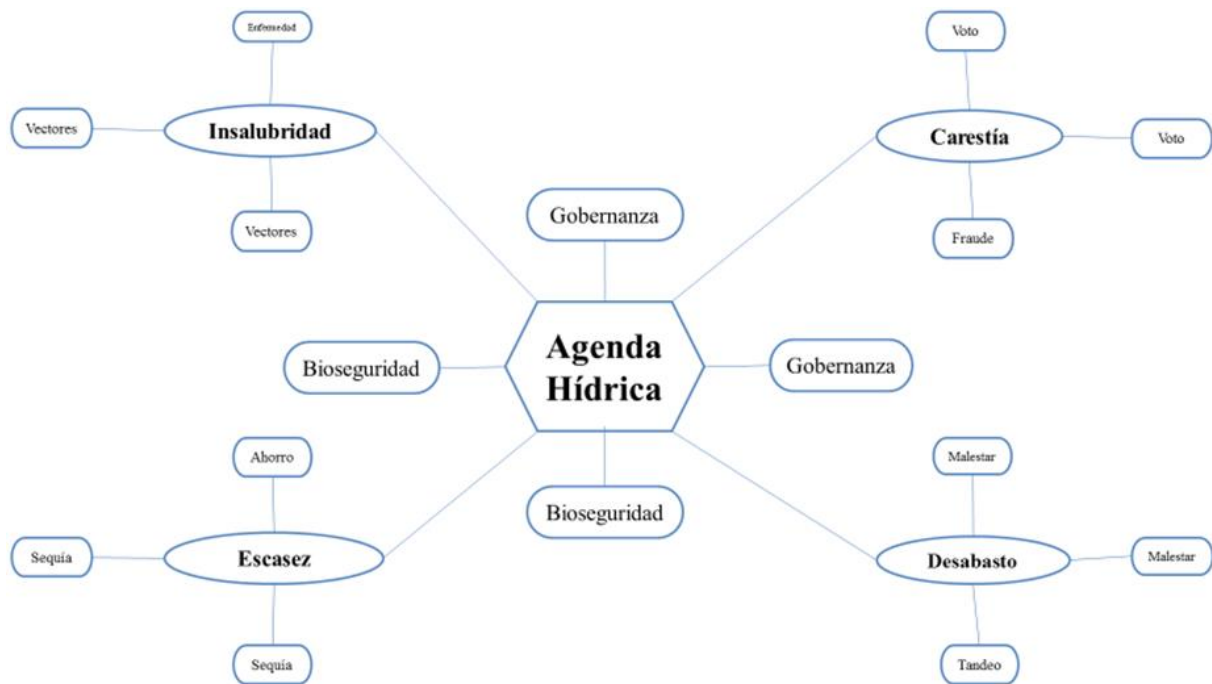 Enfermedad
Voto
Vectores
Insalubridad
Carestía
Voto
Gobernanza
Vectores
Fraude
Agenda
Hídrica
Bioseguridad
Gobernanza
Ahorro
Malestar
Bioseguridad
Sequía
Escasez
Desabasto
Malestar
Sequía
Tandeo